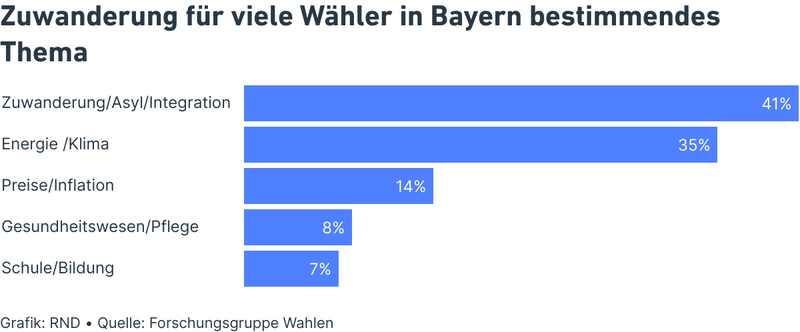 Zuwanderung für viele Wähler in Bayern bestimmendes
Thema
Zuwanderung/Asyl/Integration 41%
Energie /Klima 35%
Preise/Inflation 14%
Gesundheitswesen/Pflege 8%
Schule/Bildung 7%
Grafik: RND • Quelle: Forschungsgruppe Wahlen